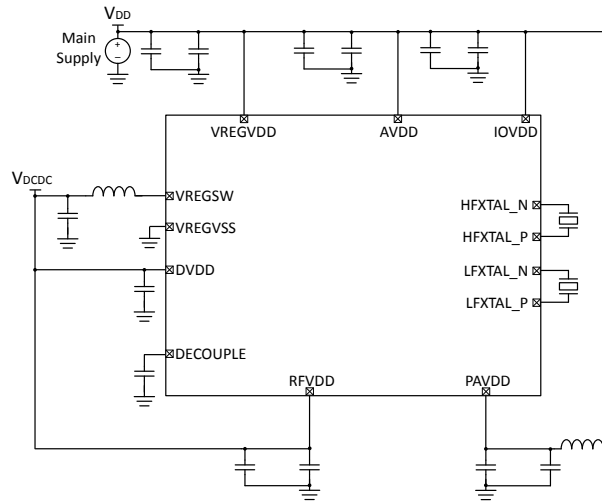 VDD
Main
Supply
VREGVDD
AVDD
IOVDD
VDCDC
VREGSW
HFXTAL_N
VREGVSS
HFXTAL_P
DVDD
LFXTAL_N
LFXTAL_P
DECOUPLE
RFVDD
PAVDD